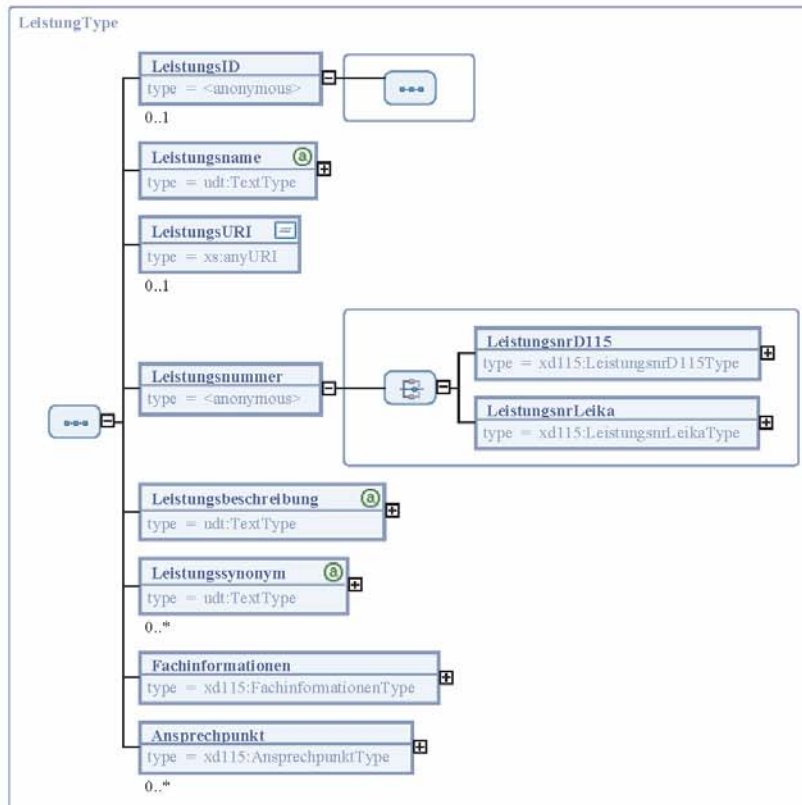 LeistungType
LeistungsID
type = <anonymous>
0..1
Leistungsname
type = udt:TextType
LeistungsURI
type = xs:anyURI
0..1
Leistungsnummer
type = <anonymous>
LeistungsnrD115
type = xd115:LeistungsnrD115Type
LeistungsnrLeika
type = xd115:LeistungsnrLeikaType
Leistungsbeschreibung
type = udt:TextType
Leistungssynonym
type = udt:TextType
0..*
Fachinformationen
type = xd115:FachinformationenType
Ansprechpunkt
type = xd115:AnsprechpunktType
0..*